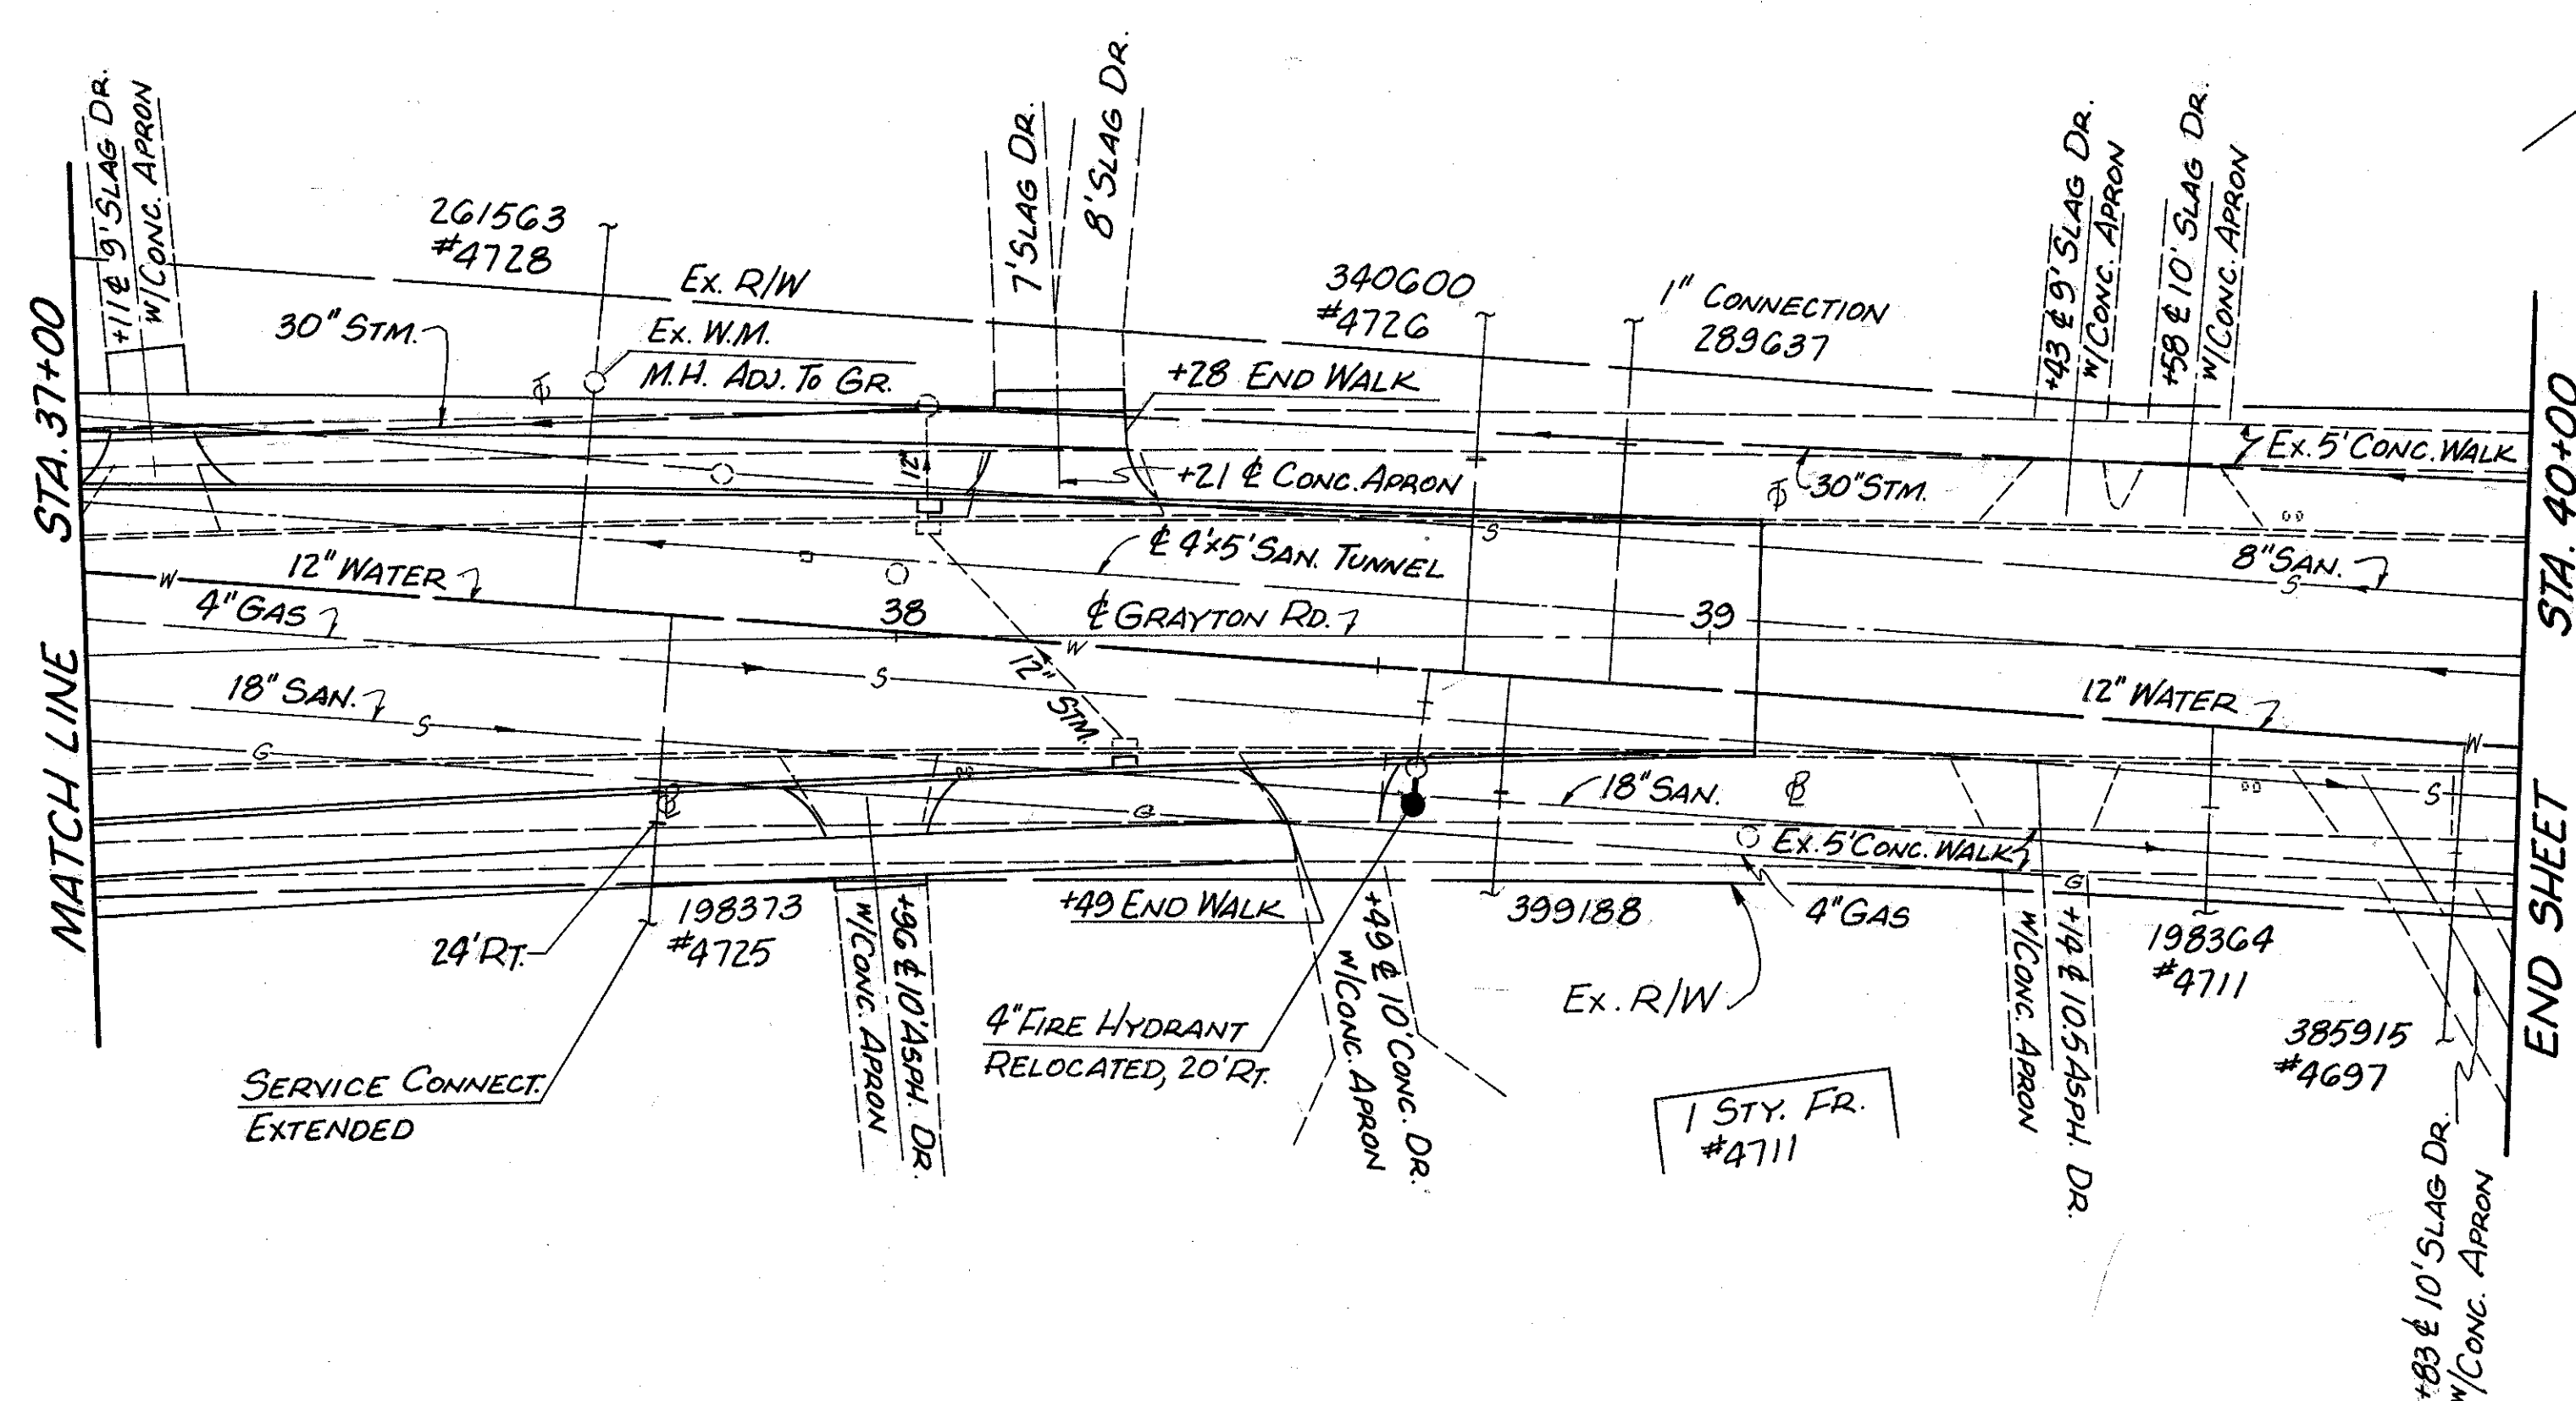 STA. 37+00
MATCH LINE
+11 ℄ 9' SLAG DR.
W/CONC. APRON
261563
#4728
30" STM.
EX. R/W
EX. W.M.
M.H. ADJ. TO GR.
7' SLAG DR.
8' SLAG DR.
+28 END WALK
340600
#4726
1" CONNECTION
289637
+43 ℄ 9' SLAG DR.
W/CONC. APRON
+58 ℄ 10' SLAG DR.
W/CONC. APRON
EX. 5' CONC. WALK
+21 ℄ CONC. APRON
30" STM.
S
℄ 4'x5' SAN. TUNNEL
8" SAN.
S
W
12" WATER
4" GAS
38
℄ GRAYTON RD.
39
W
12" STM.
S
18" SAN.
S
G
12" WATER
W
G
18" SAN.
S
EX. 5' CONC. WALK
G
24' RT.
198373
#4725
+96 ℄ 10' ASPH. DR.
W/CONC. APRON
+49 END WALK
+49 ℄ 10' CONC. DR.
W/CONC. APRON
399188
4" GAS
EX. R/W
+14 ℄ 10.5 ASPH. DR.
W/CONC. APRON
198364
#4711
385915
#4697
4" FIRE HYDRANT
RELOCATED, 20' RT.
SERVICE CONNECT.
EXTENDED
1 STY. FR.
#4711
+83 ℄ 10' SLAG DR.
W/CONC. APRON
STA. 40+00
END SHEET